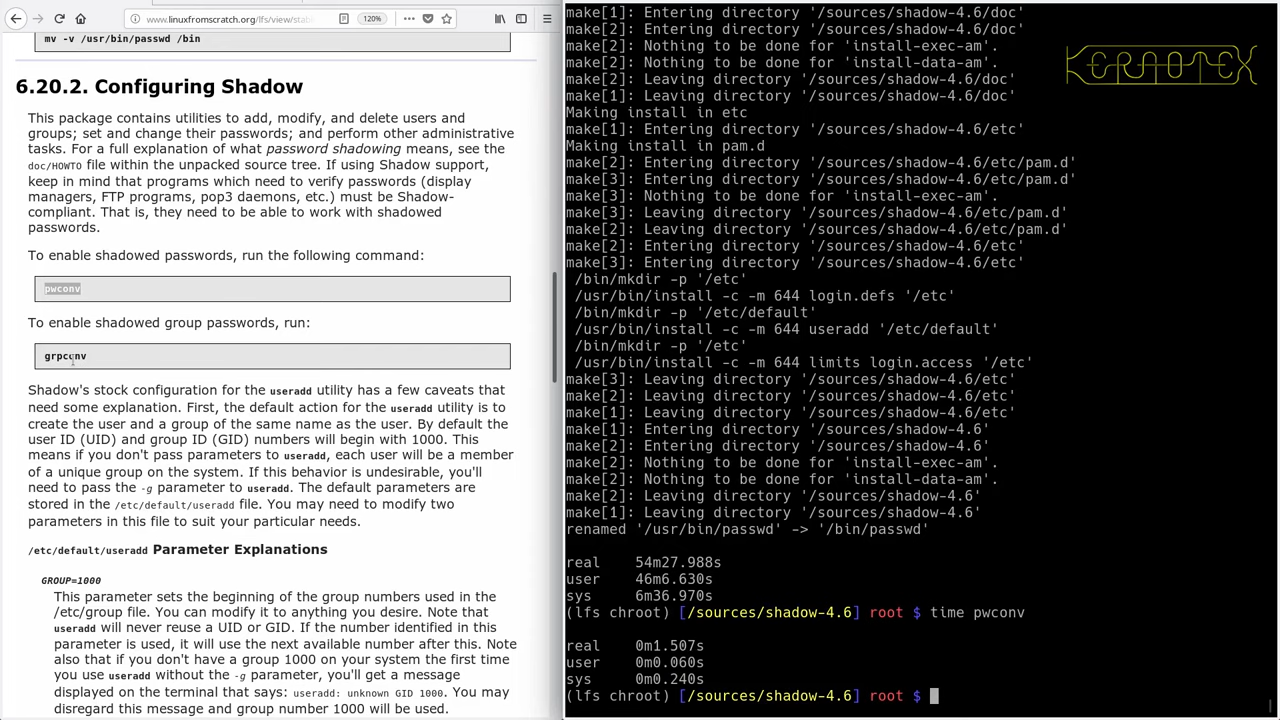 www.linuxfromscratch.org/lfs/view/stab
120%
mv -v /usr/bin/passwd /bin
6.20.2. Configuring Shadow
This package contains utilities to add, modify, and delete users and
groups; set and change their passwords; and perform other administrative
tasks. For a full explanation of what password shadowing means, see the
doc/HOWTO file within the unpacked source tree. If using Shadow support,
keep in mind that programs which need to verify passwords (display
managers, FTP programs, pop3 daemons, etc.) must be Shadow-
compliant. That is, they need to be able to work with shadowed
passwords.
To enable shadowed passwords, run the following command:
pwconv
To enable shadowed group passwords, run:
grpconv
Shadow's stock configuration for the useradd utility has a few caveats that
need some explanation. First, the default action for the useradd utility is to
create the user and a group of the same name as the user. By default the
user ID (UID) and group ID (GID) numbers will begin with 1000. This
means if you don't pass parameters to useradd, each user will be a member
of a unique group on the system. If this behavior is undesirable, you'll
need to pass the -g parameter to useradd. The default parameters are
stored in the /etc/default/useradd file. You may need to modify two
parameters in this file to suit your particular needs.
/etc/default/useradd Parameter Explanations
GROUP=1000
This parameter sets the beginning of the group numbers used in the
/etc/group file. You can modify it to anything you desire. Note that
useradd will never reuse a UID or GID. If the number identified in this
parameter is used, it will use the next available number after this. Note
also that if you don't have a group 1000 on your system the first time
you use useradd without the -g parameter, you'll get a message
displayed on the terminal that says: useradd: unknown GID 1000. You may
disregard this message and group number 1000 will be used.
make[1]: Entering directory '/sources/shadow-4.6/doc'
make[2]: Entering directory '/sources/shadow-4.6/doc'
make[2]: Nothing to be done for 'install-exec-am'.
make[2]: Nothing to be done for 'install-data-am'.
make[2]: Leaving directory '/sources/shadow-4.6/doc'
make[1]: Leaving directory '/sources/shadow-4.6/doc'
Making install in etc
make[1]: Entering directory '/sources/shadow-4.6/etc'
Making install in pam.d
make[2]: Entering directory '/sources/shadow-4.6/etc/pam.d'
make[3]: Entering directory '/sources/shadow-4.6/etc/pam.d'
make[3]: Nothing to be done for 'install-exec-am'.
make[3]: Leaving directory '/sources/shadow-4.6/etc/pam.d'
make[2]: Leaving directory '/sources/shadow-4.6/etc/pam.d'
make[2]: Entering directory '/sources/shadow-4.6/etc'
make[3]: Entering directory '/sources/shadow-4.6/etc'
/bin/mkdir -p '/etc'
/usr/bin/install -c -m 644 login.defs '/etc'
/bin/mkdir -p '/etc/default'
/usr/bin/install -c -m 644 useradd '/etc/default'
/bin/mkdir -p '/etc'
/usr/bin/install -c -m 644 limits login.access '/etc'
make[3]: Leaving directory '/sources/shadow-4.6/etc'
make[2]: Leaving directory '/sources/shadow-4.6/etc'
make[1]: Leaving directory '/sources/shadow-4.6/etc'
make[1]: Entering directory '/sources/shadow-4.6'
make[2]: Entering directory '/sources/shadow-4.6'
make[2]: Nothing to be done for 'install-exec-am'.
make[2]: Nothing to be done for 'install-data-am'.
make[2]: Leaving directory '/sources/shadow-4.6'
make[1]: Leaving directory '/sources/shadow-4.6'
renamed '/usr/bin/passwd' -> '/bin/passwd'
real 54m27.988s
user 46m6.630s
sys 6m36.970s
(lfs chroot) [/sources/shadow-4.6] root $ time pwconv
real 0m1.507s
user 0m0.060s
sys 0m0.240s
(lfs chroot) [/sources/shadow-4.6] root $
KERAOTEX